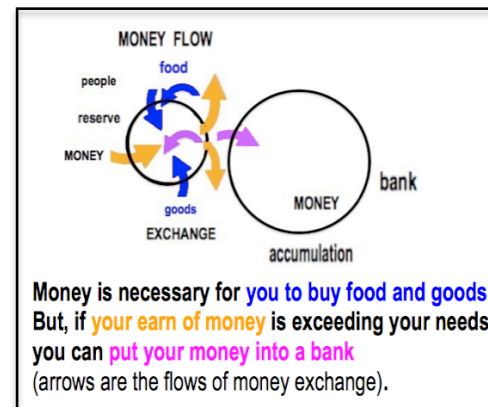 MONEY FLOW
food
people
reserve
MONEY
goods
EXCHANGE
MONEY
bank
accumulation
Money is necessary for you to buy food and goods
But, if your earn of money is exceeding your needs
you can put your money into a bank
(arrows are the flows of money exchange).